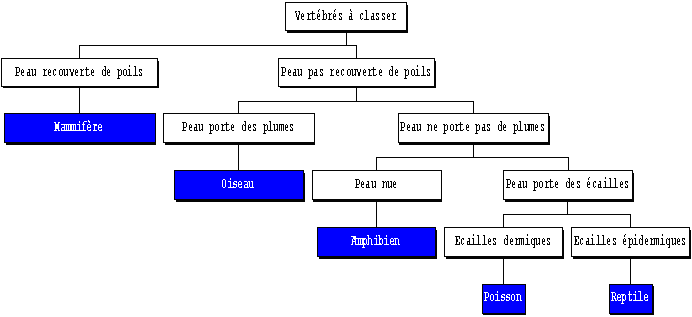 Vertébrés à classer
Peau recouverte de poils
Peau pas recouverte de poils
Mammifère
Peau porte des plumes
Peau ne porte pas de plumes
Oiseau
Peau nue
Peau porte des écailles
Amphibien
Ecailles dermiques
Ecailles épidermiques
Poisson
Reptile